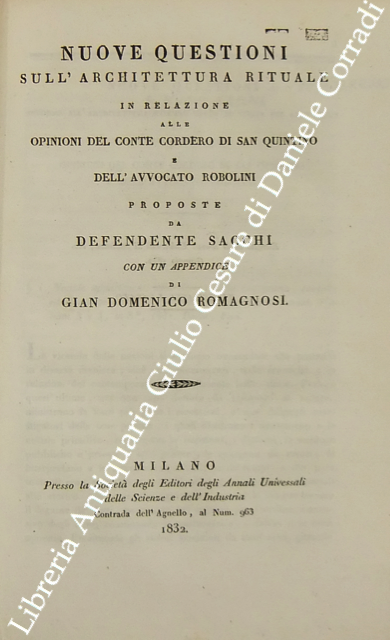 NUOVE QUESTIONI
SULL' ARCHITETTURA RITUALE
IN RELAZIONE
ALLE
OPINIONI DEL CONTE CORDERO DI SAN QUINTINO
E
DELL' AVVOCATO ROBOLINI
PROPOSTE
DA
DEFENDENTE SACCHI
CON UN APPENDICE
DI
GIAN DOMENICO ROMAGNOSI.
MILANO
Presso la Società degli Editori degli Annali Universali
delle Scienze e dell' Industria
Contrada dell' Agnello, al Num. 963
1832.
Libreria Antiquaria Giulio Cesare di Daniele Corradi